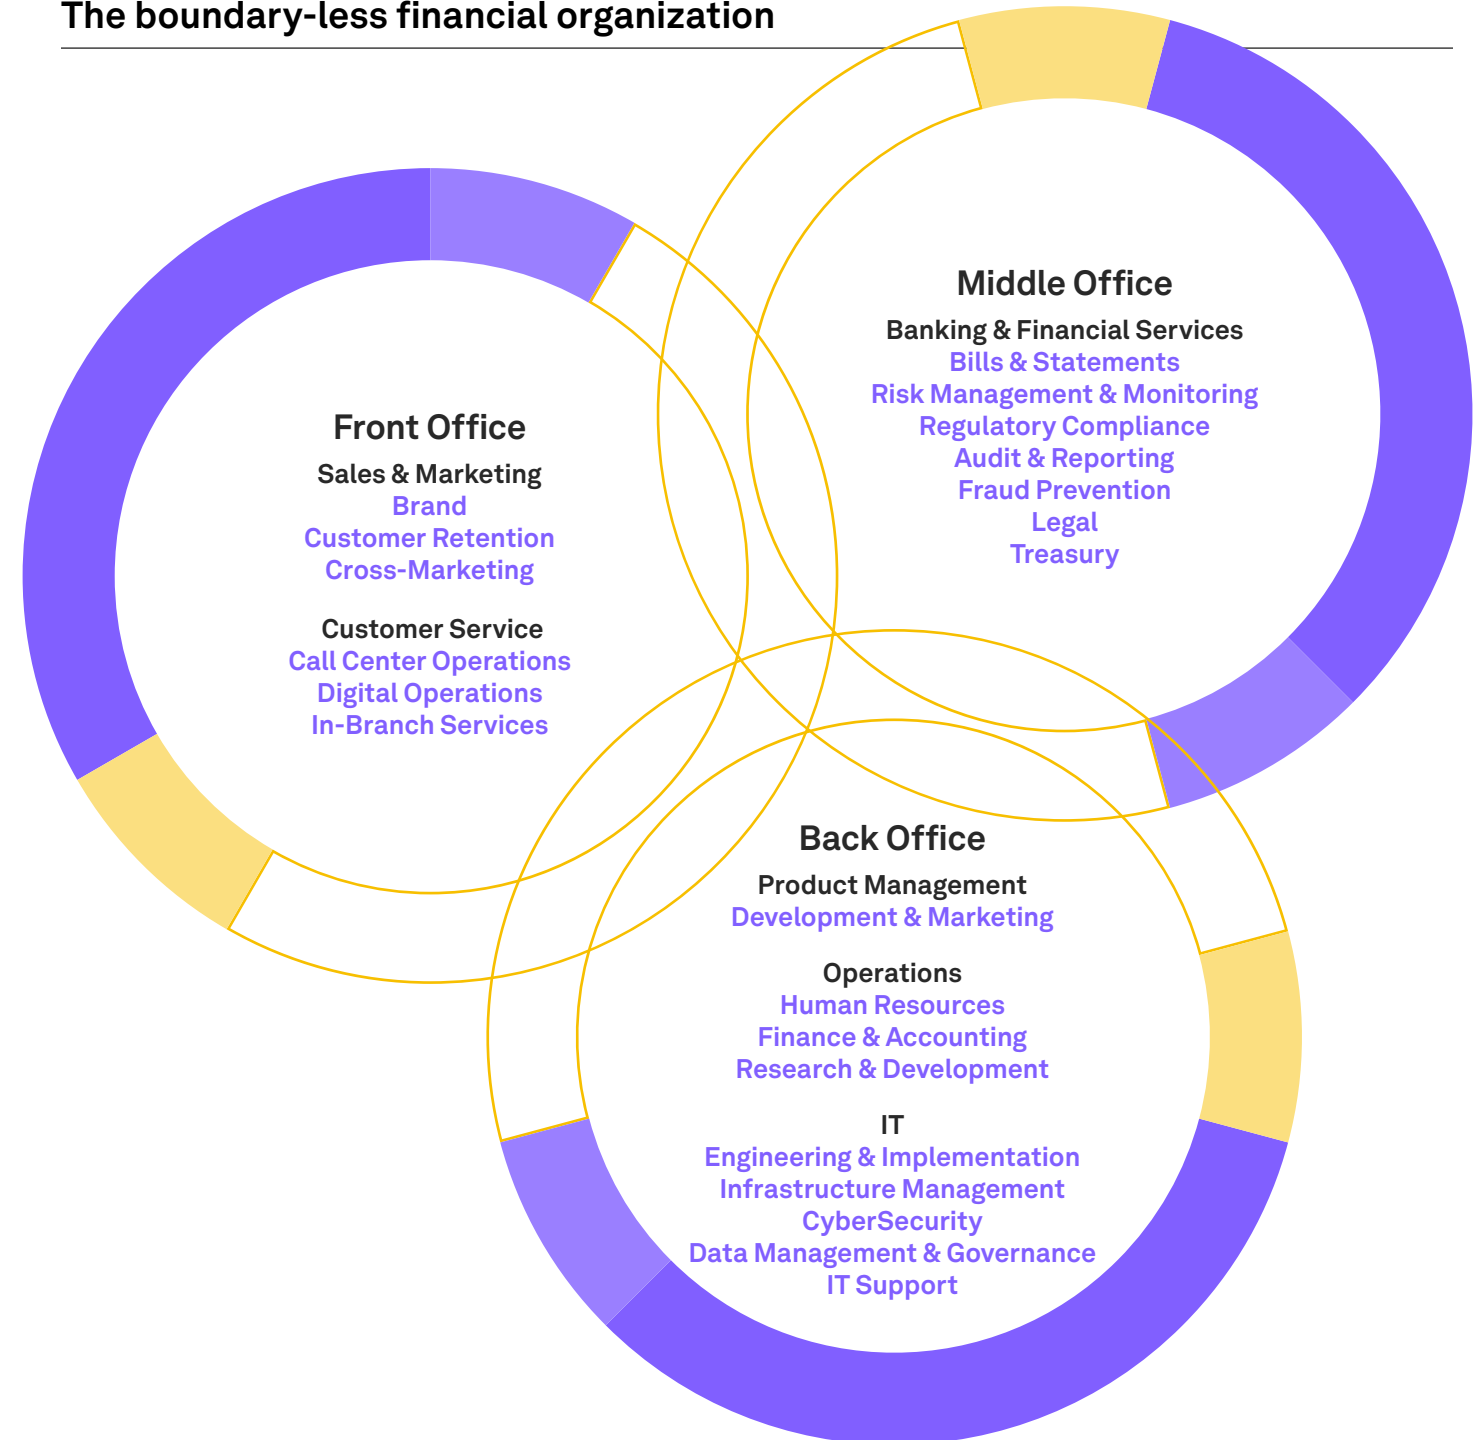 The boundary-less financial organization
Front Office
Sales & Marketing
Brand
Customer Retention
Cross-Marketing
Customer Service
Call Center Operations
Digital Operations
In-Branch Services
Middle Office
Banking & Financial Services
Bills & Statements
Risk Management & Monitoring
Regulatory Compliance
Audit & Reporting
Fraud Prevention
Legal
Treasury
Back Office
Product Management
Development & Marketing
Operations
Human Resources
Finance & Accounting
Research & Development
IT
Engineering & Implementation
Infrastructure Management
CyberSecurity
Data Management & Governance
IT Support